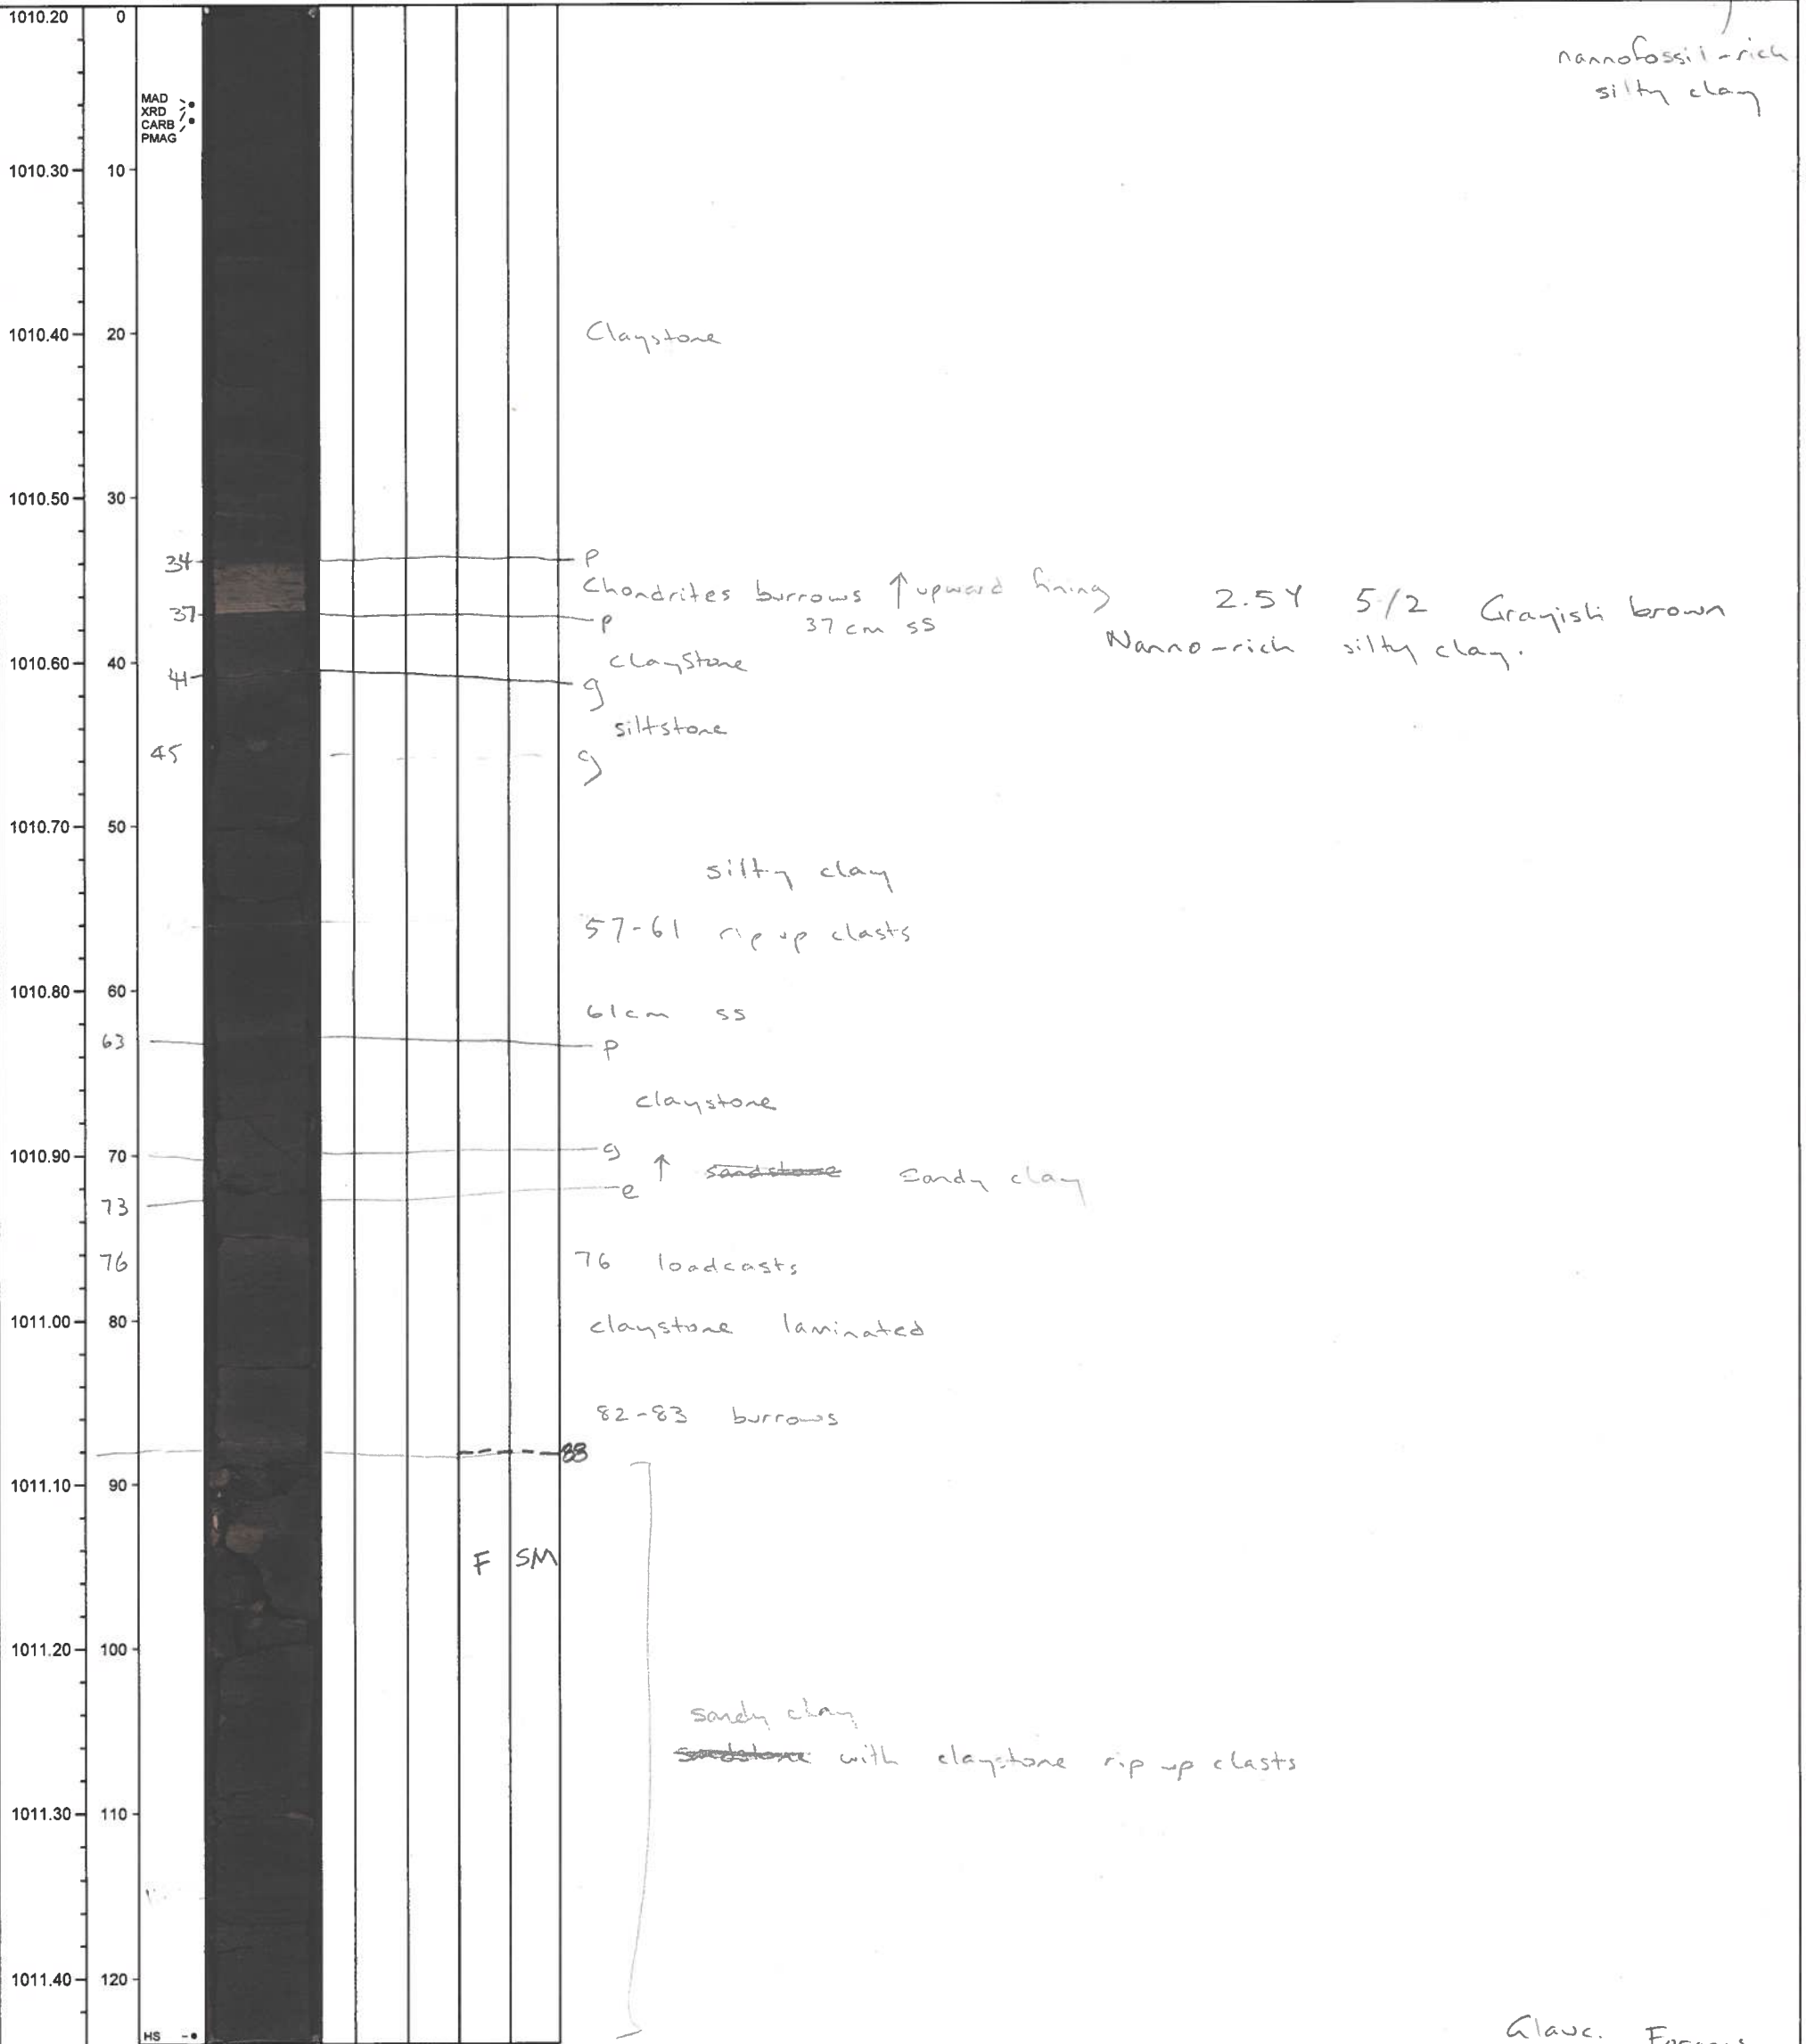 1010.20 0
nannofossil-rich
silty clay
MAD
XRD
CARB
PMAG
1010.30 10
1010.40 20 Claystone
1010.50 30
34 p
Chondrites burrows ↑ upward fining 2.5Y 5/2 Grayish brown
37 p 37 cm ss
Nanno-rich silty clay.
1010.60 40 claystone
41 g
siltstone
45 g
1010.70 50
silty clay
57-61 rip up clasts
1010.80 60
61cm ss
63 p
claystone
1010.90 70 g
↑ sandstone Sandy clay
73 e
76 76 loadcasts
1011.00 80 claystone laminated
82-83 burrows
88
1011.10 90
F SM
1011.20 100
sandy clay
sandstone with claystone rip up clasts
1011.30 110
1011.40 120
HS
Glauc.